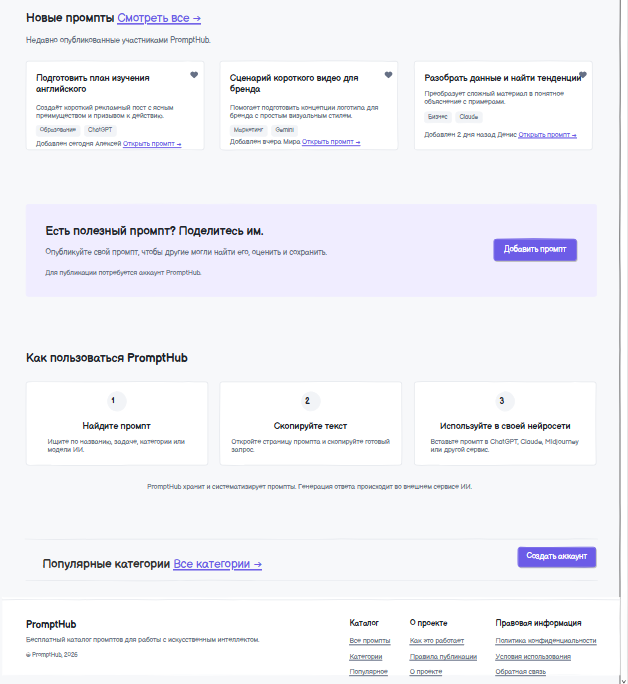 Новые промпты Смотреть все →
Недавно опубликованные участниками PromptHub.
Подготовить план изучения
английского
Создаёт короткий рекламный пост с ясным
преимуществом и призывом к действию.
Образование ChatGPT
Добавлен сегодня Алексей Открыть промпт →
Сценарий короткого видео для
бренда
Помогает подготовить концепции логотипа для
бренда с простым визуальным стилем.
Маркетинг Gemini
Добавлен вчера Мира Открыть промпт →
Разобрать данные и найти тенденции
Преобразует сложный материал в понятное
объяснение с примерами.
Бизнес Claude
Добавлен 2 дня назад Денис Открыть промпт →
Есть полезный промпт? Поделитесь им.
Опубликуйте свой промпт, чтобы другие могли найти его, оценить и сохранить.
Для публикации потребуется аккаунт PromptHub.
Добавить промпт
Как пользоваться PromptHub
1
Найдите промпт
Ищите по названию, задаче, категории или
модели ИИ.
2
Скопируйте текст
Откройте страницу промпта и скопируйте готовый
запрос.
3
Используйте в своей нейросети
Вставьте промпт в ChatGPT, Claude, Midjourney
или другой сервис.
PromptHub хранит и систематизирует промпты. Генерация ответа происходит во внешнем сервисе ИИ.
Популярные категории Все категории →
Создать аккаунт
PromptHub
Бесплатный каталог промптов для работы с искусственным интеллектом.
© PromptHub, 2026
Каталог
Все промпты
Категории
Популярное
О проекте
Как это работает
Правила публикации
О проекте
Правовая информация
Политика конфиденциальности
Условия использования
Обратная связь